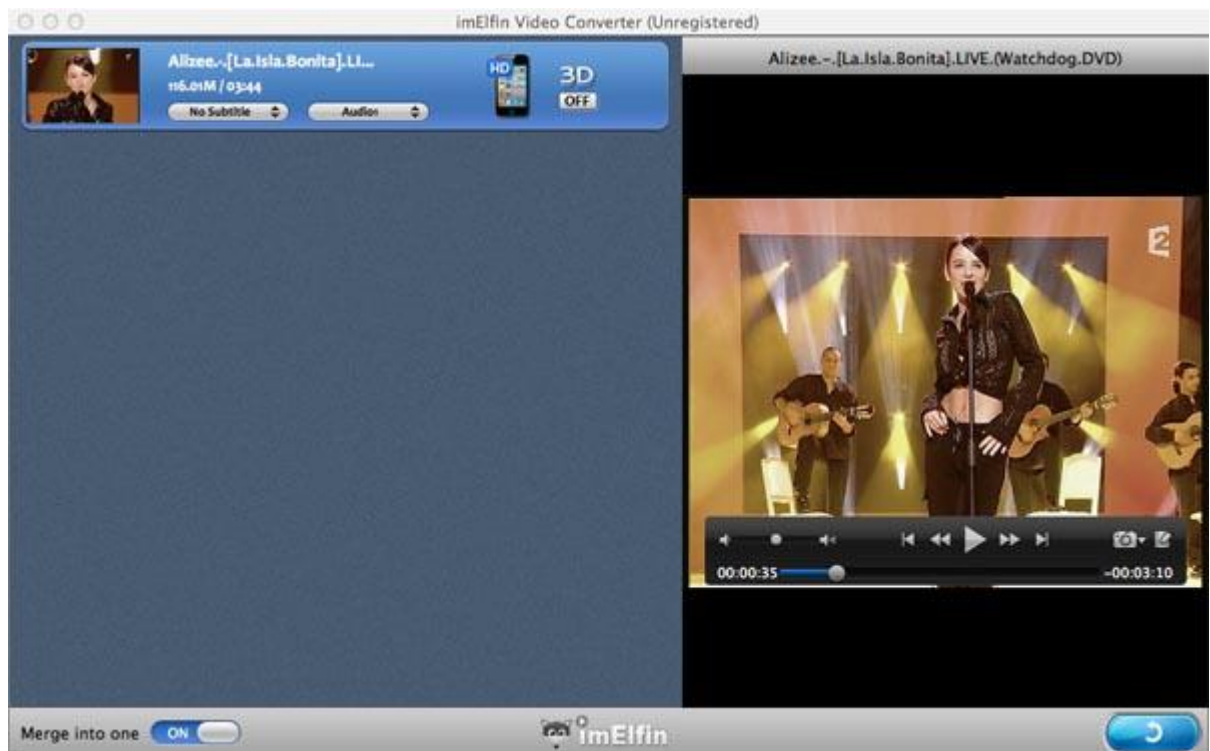 imElfin Video Converter (Unregistered)
Alizee.-.[La.Isla.Bonita].LI...
116.01M / 03:44
No Subtitle
Audio1
HD
3D
OFF
Alizee.-.[La.Isla.Bonita].LIVE.(Watchdog.DVD)
2
00:00:35
-00:03:10
Merge into one
ON
imElfin